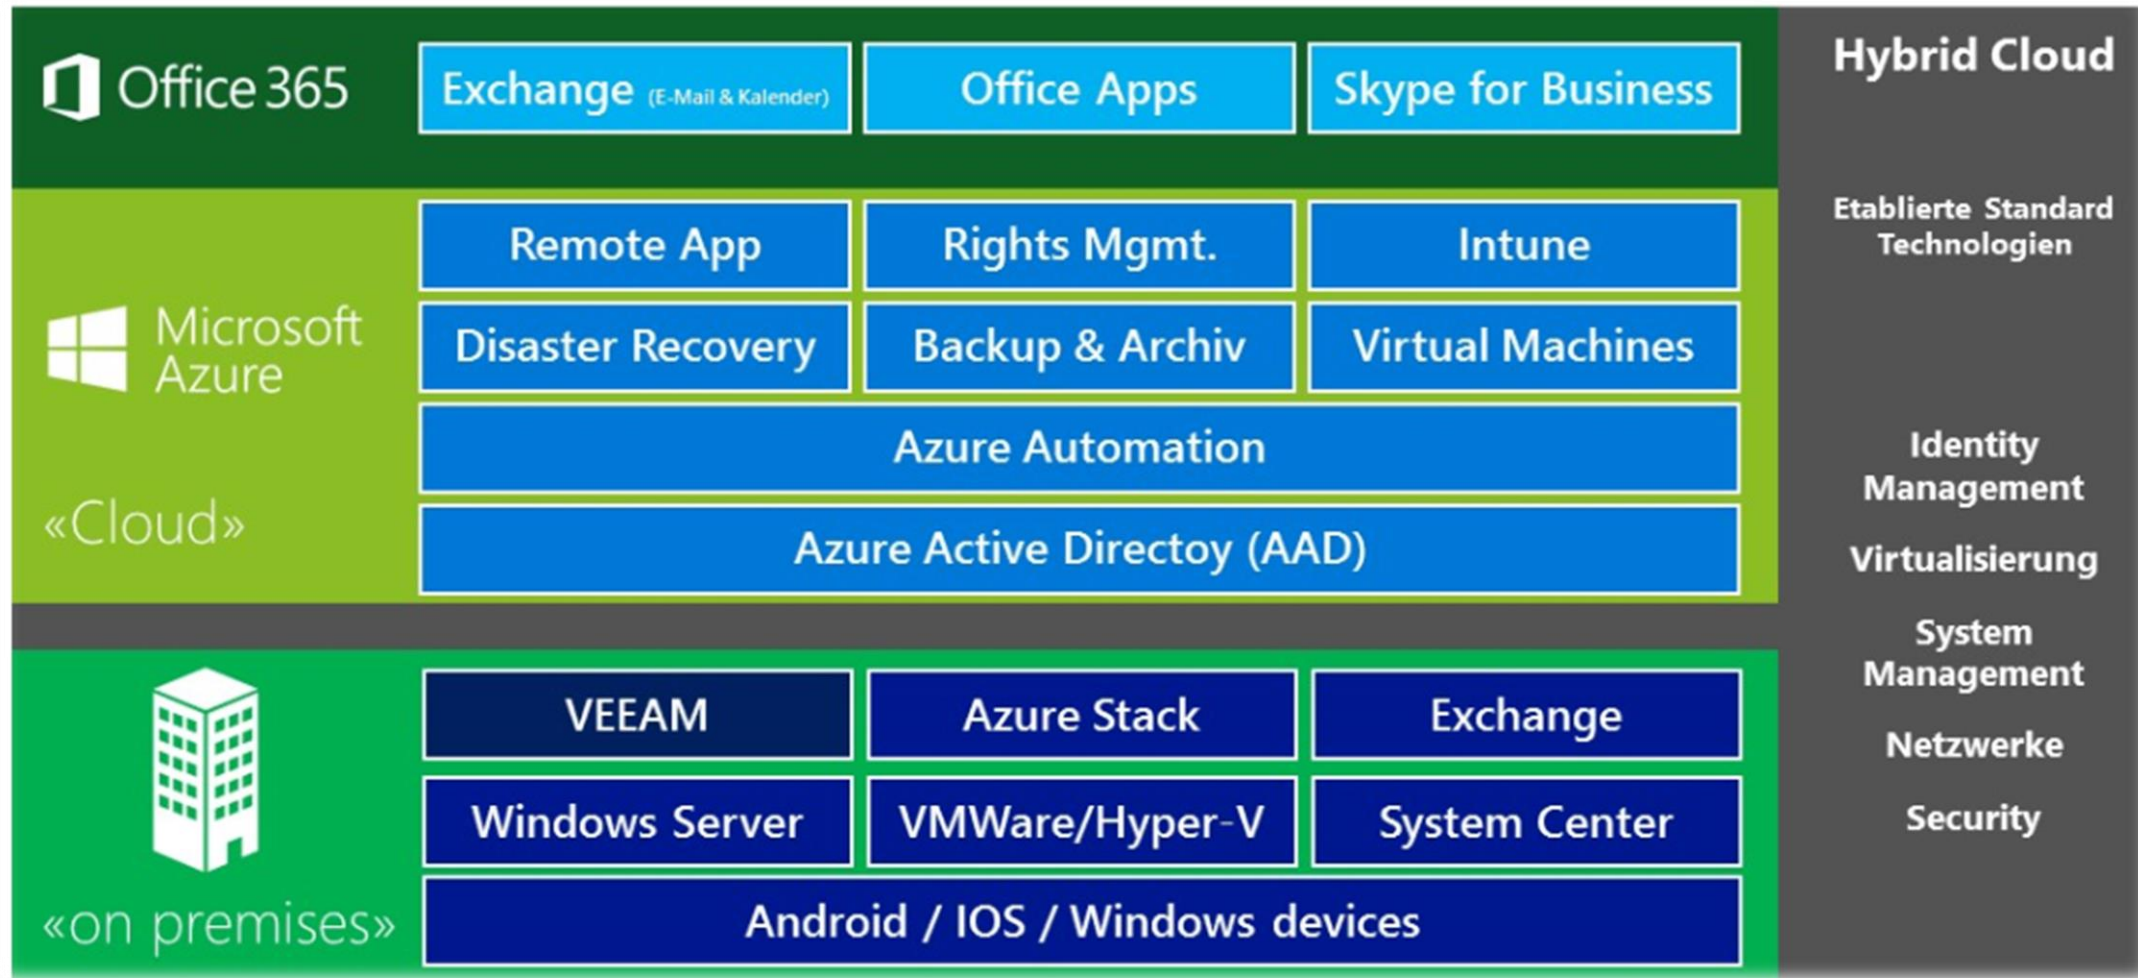 Office 365
Exchange (E-Mail & Kalender)
Office Apps
Skype for Business
Microsoft
Azure
«Cloud»
Remote App
Rights Mgmt.
Intune
Disaster Recovery
Backup & Archiv
Virtual Machines
Azure Automation
Azure Active Directoy (AAD)
«on premises»
VEEAM
Azure Stack
Exchange
Windows Server
VMWare/Hyper-V
System Center
Android / IOS / Windows devices
Hybrid Cloud
Etablierte Standard
Technologien
Identity
Management
Virtualisierung
System
Management
Netzwerke
Security